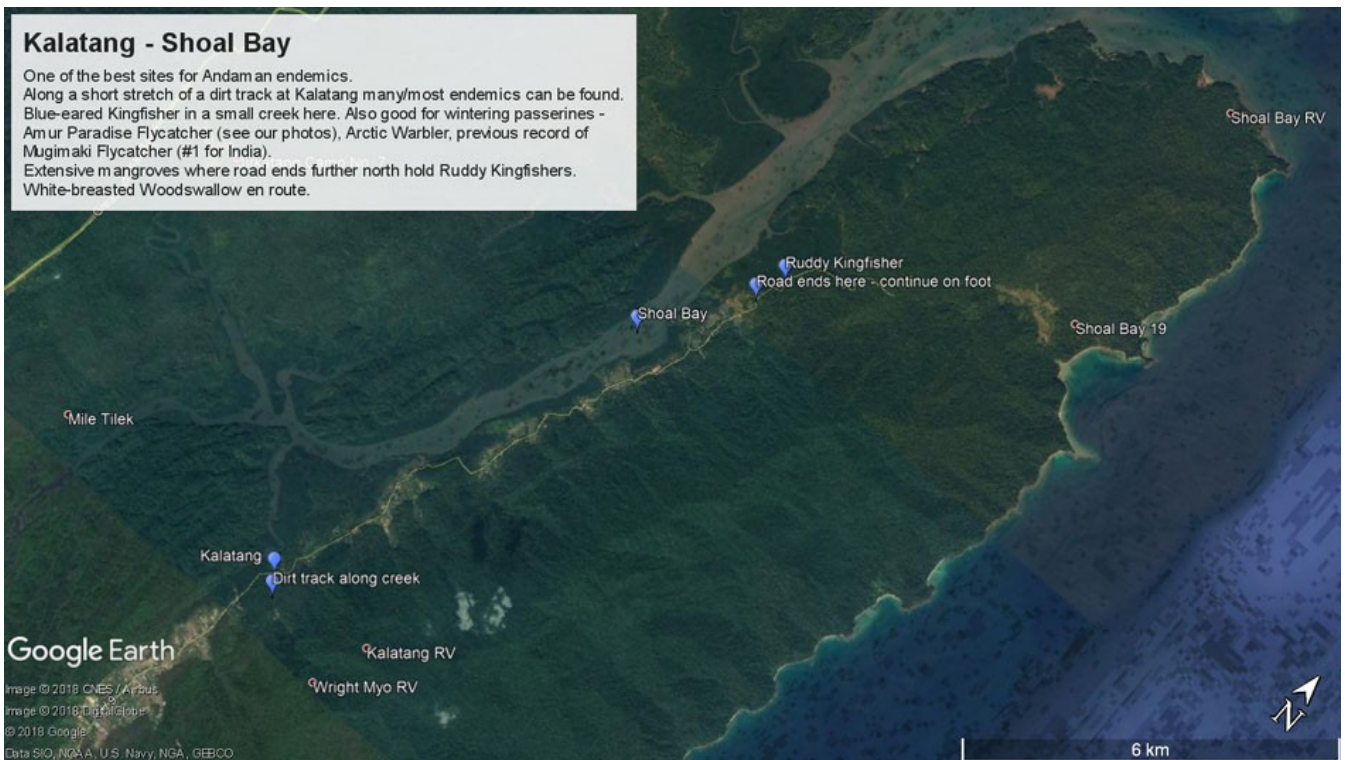 Kalatang - Shoal Bay
One of the best sites for Andaman endemics.
Along a short stretch of a dirt track at Kalatang many/most endemics can be found.
Blue-eared Kingfisher in a small creek here. Also good for wintering passerines -
Amur Paradise Flycatcher (see our photos), Arctic Warbler, previous record of
Mugimaki Flycatcher (#1 for India).
Extensive mangroves where road ends further north hold Ruddy Kingfishers.
White-breasted Woodswallow en route.
Shoal Bay RV
Ruddy Kingfisher
Road ends here - continue on foot
Shoal Bay
Shoal Bay 19
Mile Tilek
Kalatang
Dirt track along creek
Kalatang RV
Wright Myo RV
Google Earth
Image © 2018 CNES / Airbus
Image © 2018 DigitalGlobe
© 2018 Google
Data SIO, NOAA, U.S. Navy, NGA, GEBCO
N
6 km